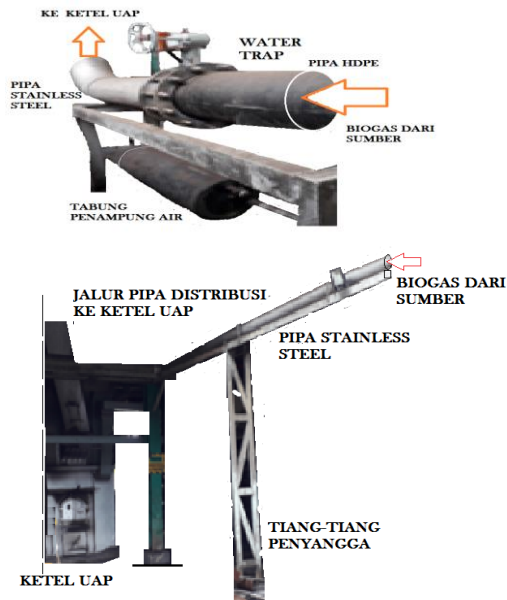 KE KETEL UAP
WATER
TRAP
PIPA HDPE
PIPA
STAINLESS
STEEL
BIOGAS DARI
SUMBER
TABUNG
PENAMPUNG AIR
BIOGAS DARI
SUMBER
JALUR PIPA DISTRIBUSI
KE KETEL UAP
PIPA STAINLESS
STEEL
TIANG-TIANG
PENYANGGA
KETEL UAP